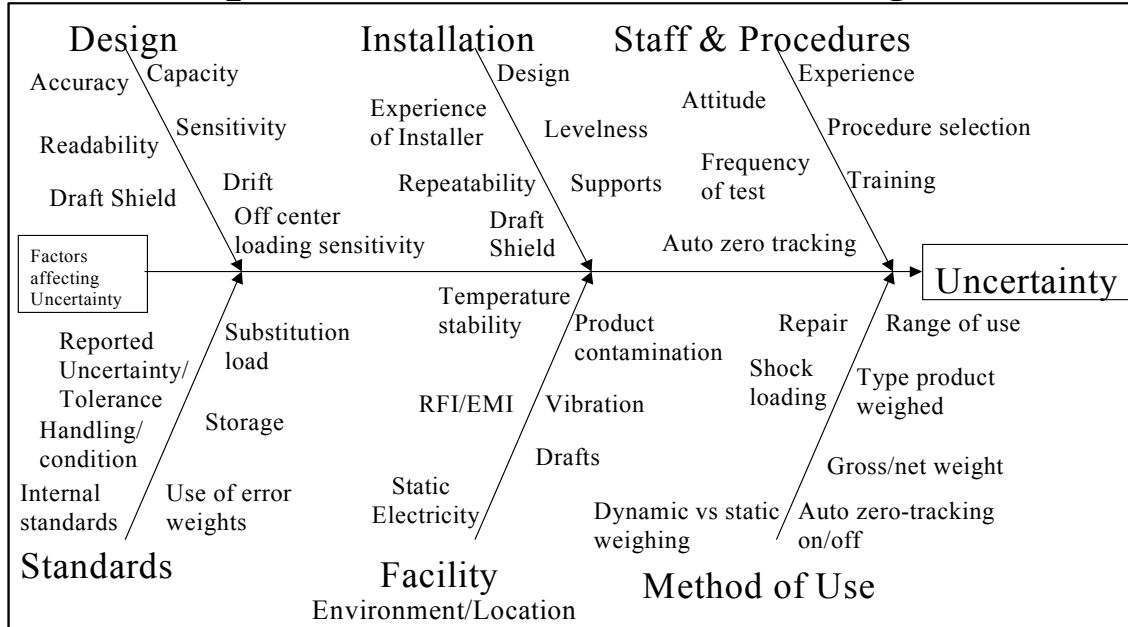 Design
Installation
Staff & Procedures
Accuracy
Capacity
Sensitivity
Readability
Draft Shield
Drift
Off center
loading sensitivity
Design
Experience
of Installer
Levelness
Repeatability
Supports
Draft
Shield
Experience
Attitude
Procedure selection
Frequency
of test
Training
Auto zero tracking
Factors
affecting
Uncertainty
Uncertainty
Reported
Uncertainty/
Tolerance
Substitution
load
Handling/
condition
Storage
Internal
standards
Use of error
weights
Standards
Temperature
stability
Product
contamination
RFI/EMI
Vibration
Drafts
Static
Electricity
Facility
Environment/Location
Repair
Range of use
Shock
loading
Type product
weighed
Gross/net weight
Dynamic vs static
weighing
Auto zero-tracking
on/off
Method of Use